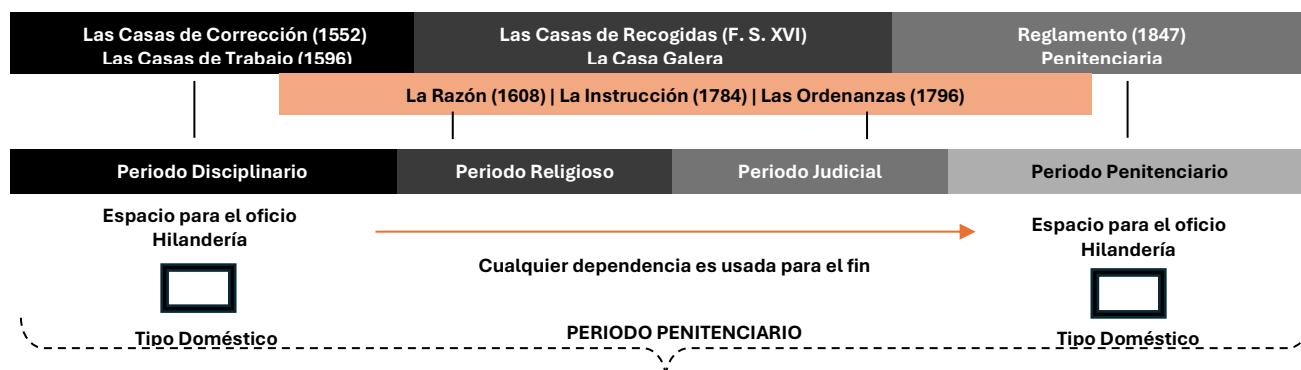 Las Casas de Corrección (1552)
Las Casas de Trabajo (1596)
Las Casas de Recogidas (F. S. XVI)
La Casa Galera
Reglamento (1847)
Penitenciaria
La Razón (1608) | La Instrucción (1784) | Las Ordenanzas (1796)
Periodo Disciplinario
Periodo Religioso
Periodo Judicial
Periodo Penitenciario
Espacio para el oficio
Hilandería
Cualquier dependencia es usada para el fin
Espacio para el oficio
Hilandería
Tipo Doméstico
PERIODO PENITENCIARIO
Tipo Doméstico